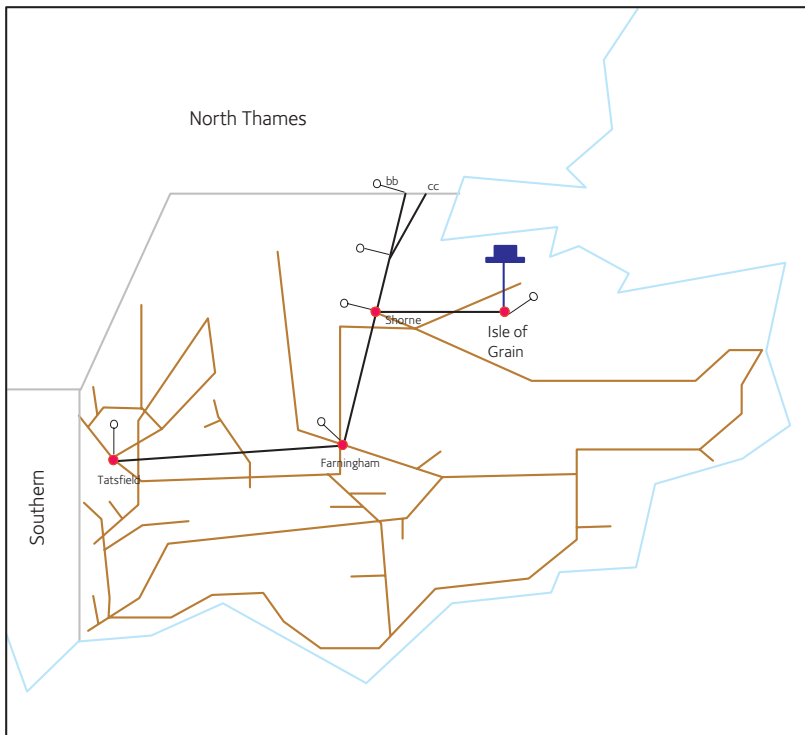 North Thames
bb
cc
Shorne
Isle of
Grain
Farningham
Tatsfield
Southern